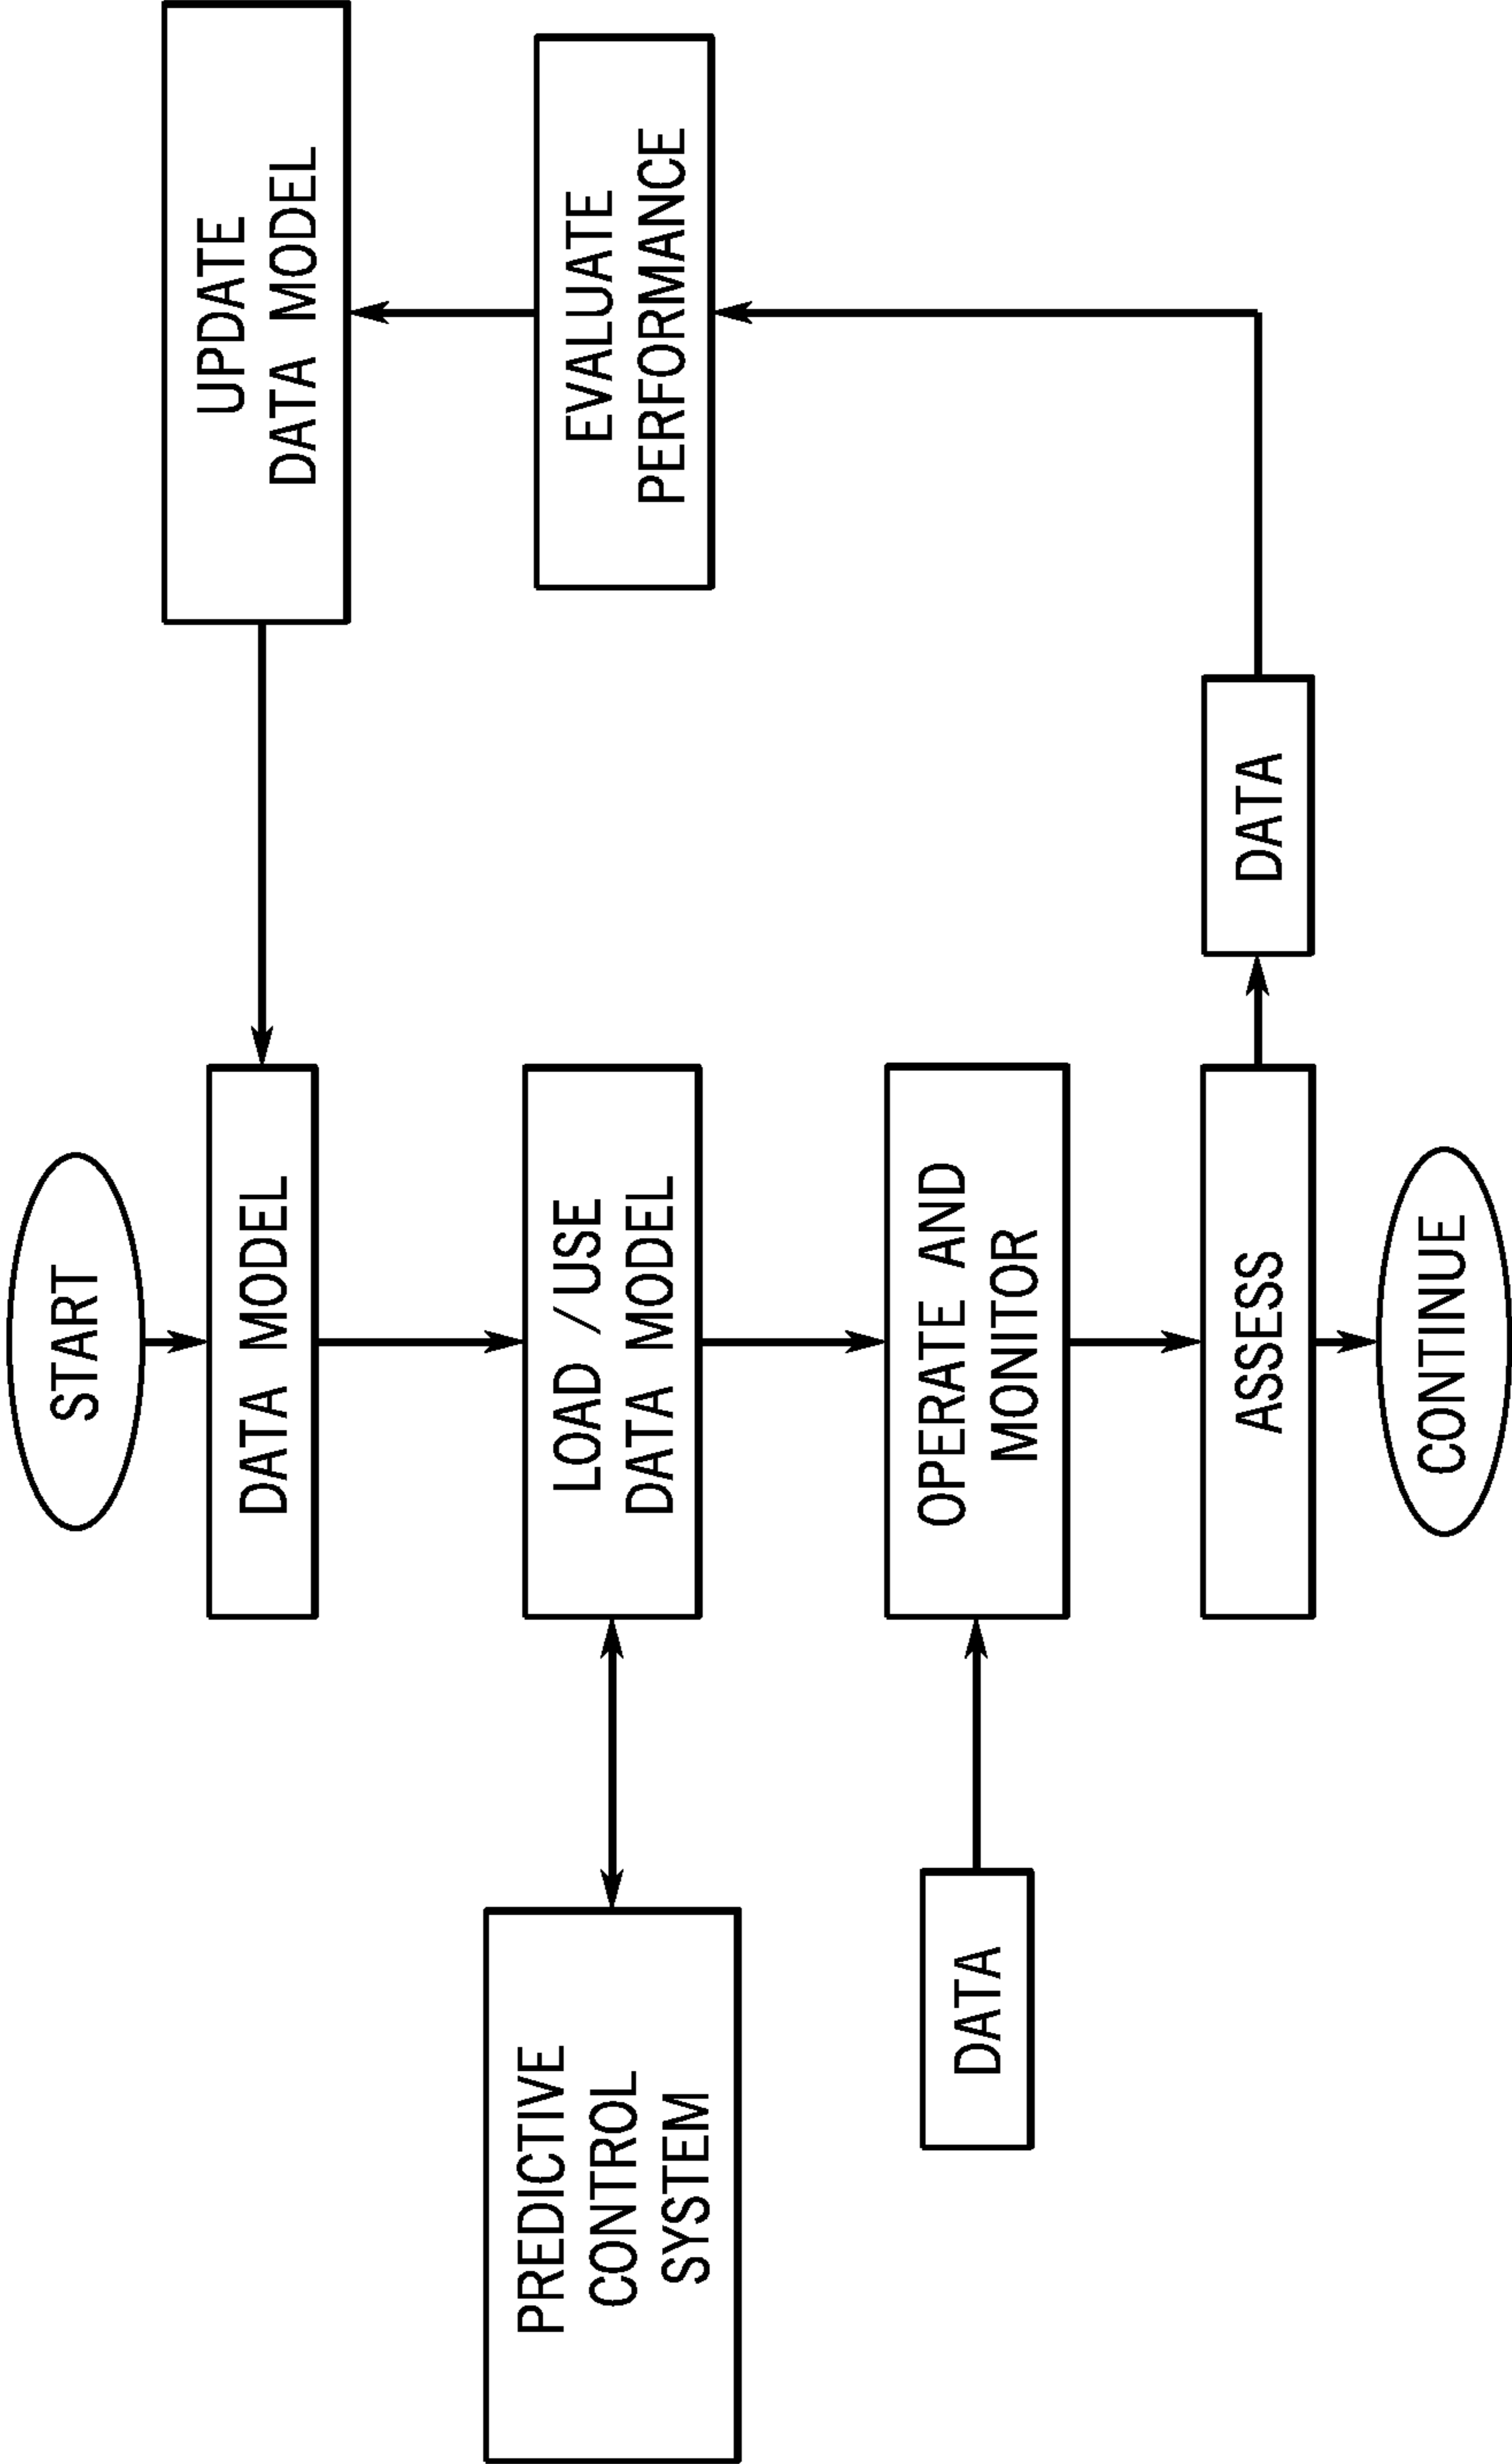 START
DATA MODEL
UPDATE
DATA MODEL
PREDICTIVE
CONTROL
SYSTEM
LOAD/USE
DATA MODEL
EVALUATE
PERFORMANCE
DATA
OPERATE AND
MONITOR
ASSESS
DATA
CONTINUE